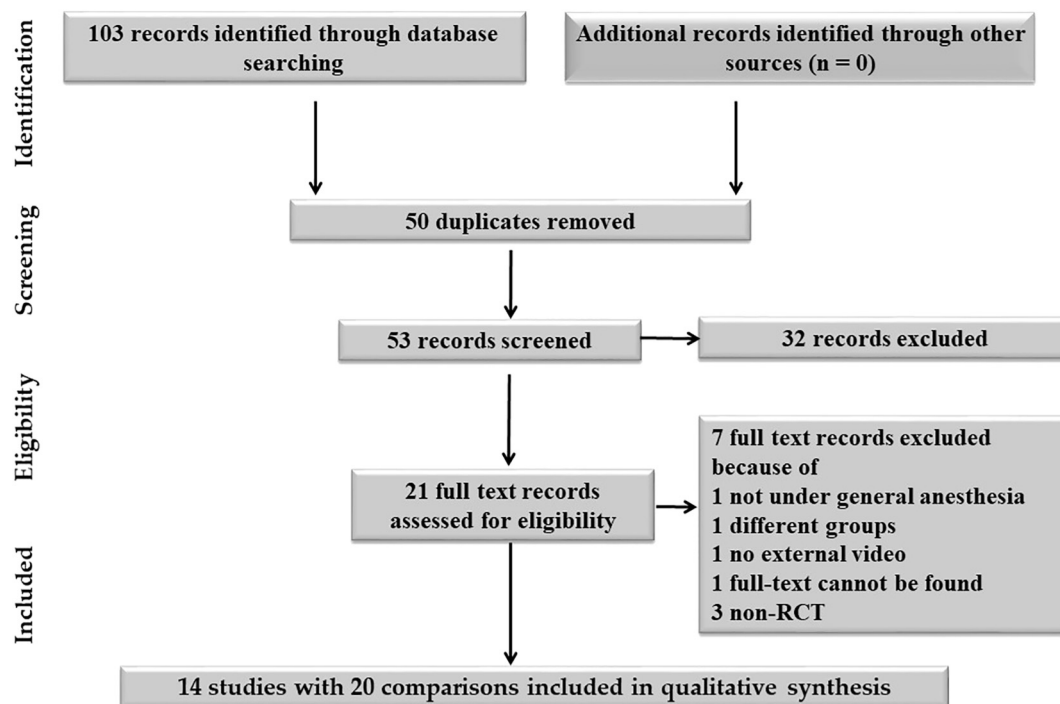 Identification
103 records identified through database
searching
Additional records identified through other
sources (n = 0)
Screening
50 duplicates removed
53 records screened
32 records excluded
Eligibility
21 full text records
assessed for eligibility
7 full text records excluded
because of
1 not under general anesthesia
1 different groups
1 no external video
1 full-text cannot be found
3 non-RCT
Included
14 studies with 20 comparisons included in qualitative synthesis